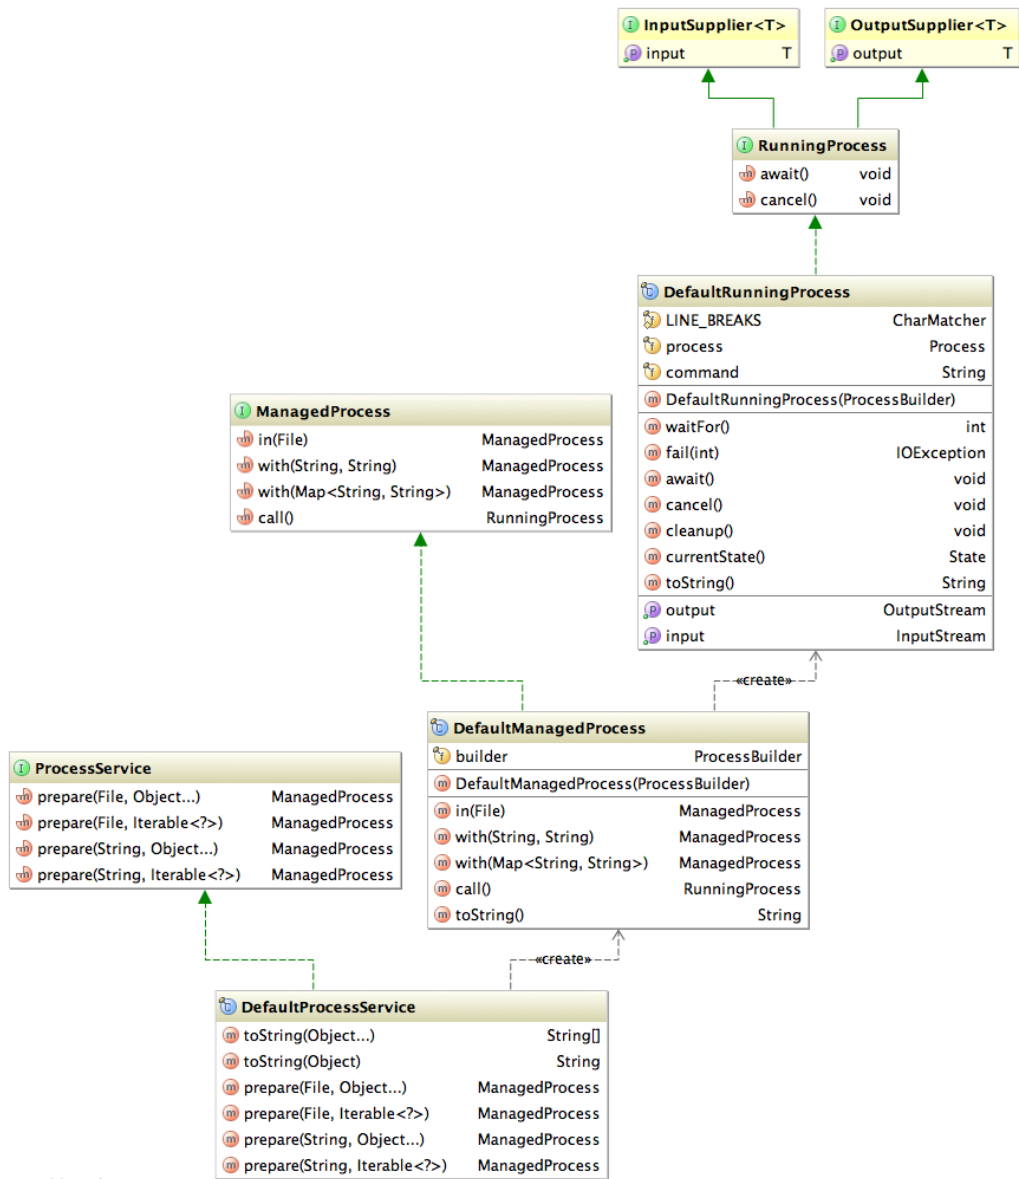 InputSupplier<T>
input T
OutputSupplier<T>
output T
RunningProcess
await() void
cancel() void
DefaultRunningProcess
LINE_BREAKS CharMatcher
process Process
command String
DefaultRunningProcess(ProcessBuilder)
waitFor() int
fail(int) IOException
await() void
cancel() void
cleanup() void
currentState() State
toString() String
output OutputStream
input InputStream
ManagedProcess
in(File) ManagedProcess
with(String, String) ManagedProcess
with(Map<String, String>) ManagedProcess
call() RunningProcess
«create»
DefaultManagedProcess
builder ProcessBuilder
DefaultManagedProcess(ProcessBuilder)
in(File) ManagedProcess
with(String, String) ManagedProcess
with(Map<String, String>) ManagedProcess
call() RunningProcess
toString() String
ProcessService
prepare(File, Object...) ManagedProcess
prepare(File, Iterable<?>) ManagedProcess
prepare(String, Object...) ManagedProcess
prepare(String, Iterable<?>) ManagedProcess
«create»
DefaultProcessService
toString(Object...) String[]
toString(Object) String
prepare(File, Object...) ManagedProcess
prepare(File, Iterable<?>) ManagedProcess
prepare(String, Object...) ManagedProcess
prepare(String, Iterable<?>) ManagedProcess